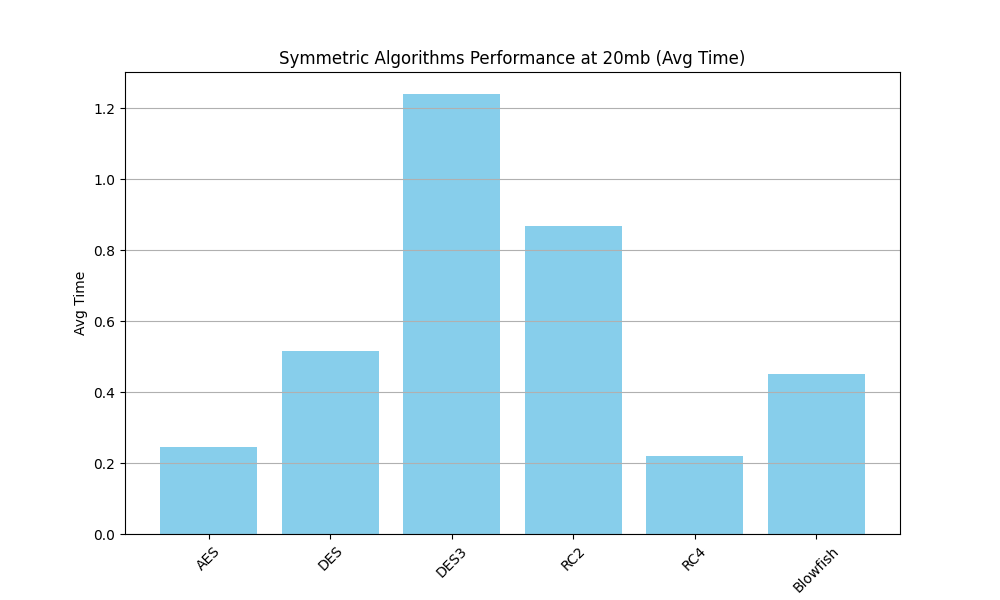 Symmetric Algorithms Performance at 20mb (Avg Time)
Avg Time
1.2
1.0
0.8
0.6
0.4
0.2
0.0
AES
DES
DES3
RC2
RC4
Blowfish